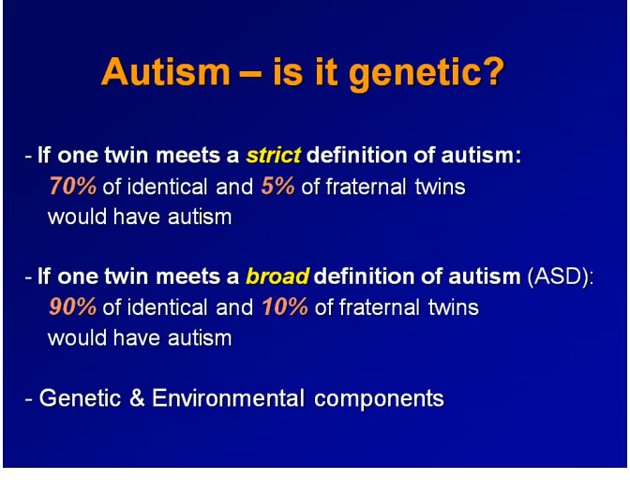 Autism – is it genetic?
- If one twin meets a strict definition of autism:
70% of identical and 5% of fraternal twins
would have autism
- If one twin meets a broad definition of autism (ASD):
90% of identical and 10% of fraternal twins
would have autism
- Genetic & Environmental components